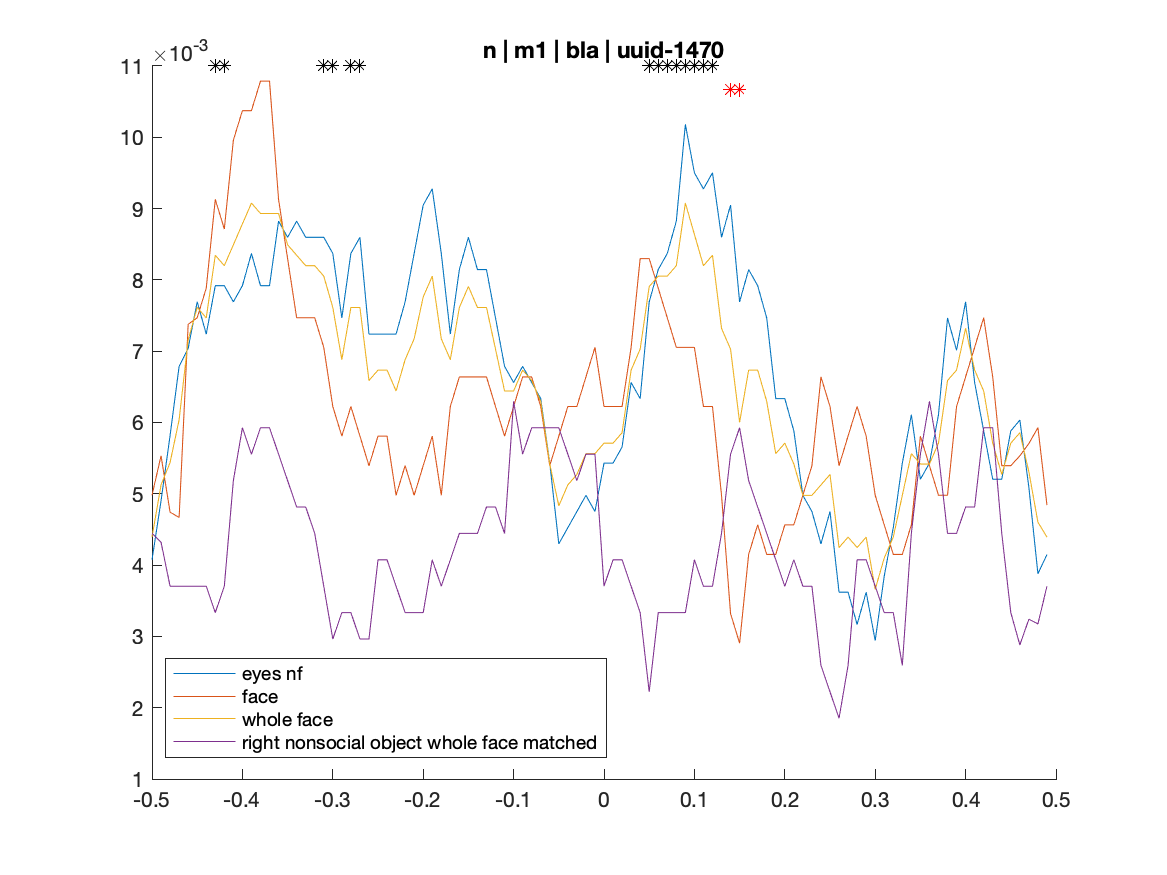 ×10-3
n | m1 | bla | uuid-1470
11
10
9
8
7
6
5
4
3
2
1
eyes nf
face
whole face
right nonsocial object whole face matched
-0.5 -0.4 -0.3 -0.2 -0.1 0 0.1 0.2 0.3 0.4 0.5